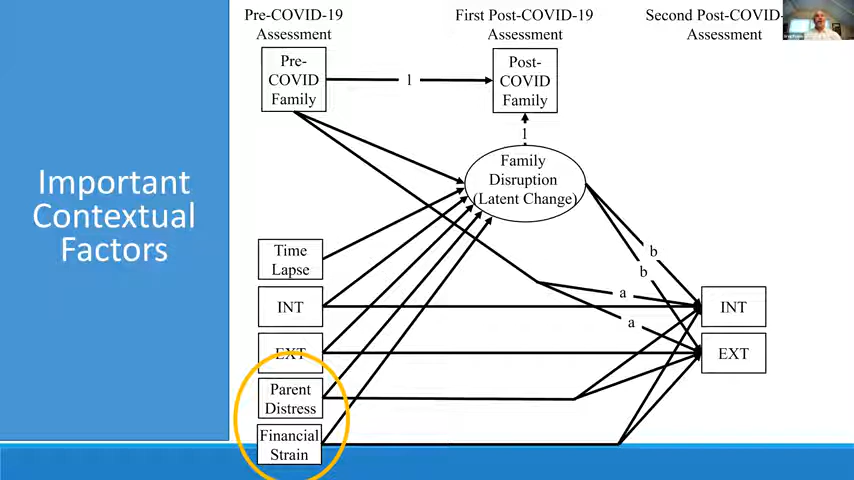 Pre-COVID-19
Assessment
First Post-COVID-19
Assessment
Second Post-COVID-
Assessment
Important
Contextual
Factors
Pre-
COVID
Family
1
Post-
COVID
Family
1
Family
Disruption
(Latent Change)
Time
Lapse
INT
EXT
Parent
Distress
Financial
Strain
b
b
a
a
INT
EXT